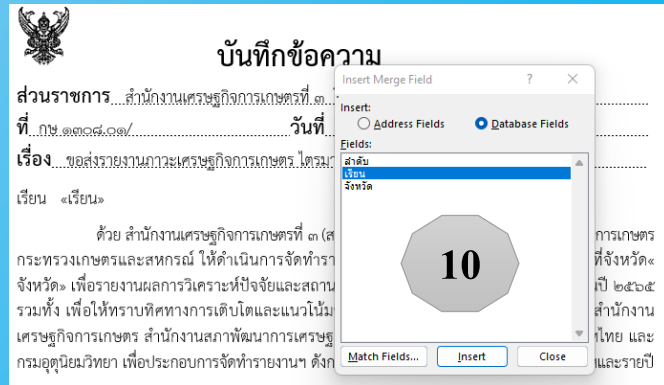 บันทึกข้อความ
ส่วนราชการ สำนักงานเศรษฐกิจการเกษตรที่ ๓
ที่ กษ ๑๓๐๘.๐๑/ วันที่
เรื่อง ขอส่งรายงานภาวะเศรษฐกิจการเกษตร ไตรมา
เรียน «เรียน»
ด้วย สำนักงานเศรษฐกิจการเกษตรที่ ๓ (ส การเกษตร
กระทรวงเกษตรและสหกรณ์ ให้ดำเนินการจัดทำรา ที่จังหวัด«
จังหวัด» เพื่อรายงานผลการวิเคราะห์ปัจจัยและสถาน ปี ๒๕๖๕
รวมทั้ง เพื่อให้ทราบทิศทางการเติบโตและแนวโน้ม สำนักงาน
เศรษฐกิจการเกษตร สำนักงานสภาพัฒนาการเศรษฐ ไทย และ
กรมอุตุนิยมวิทยา เพื่อประกอบการจัดทำรายงานฯ ดังก และรายปี
Insert Merge Field ?
Insert:
Address Fields Database Fields
Fields:
ลำดับ
เรียน
จังหวัด
10
Match Fields... Insert Close